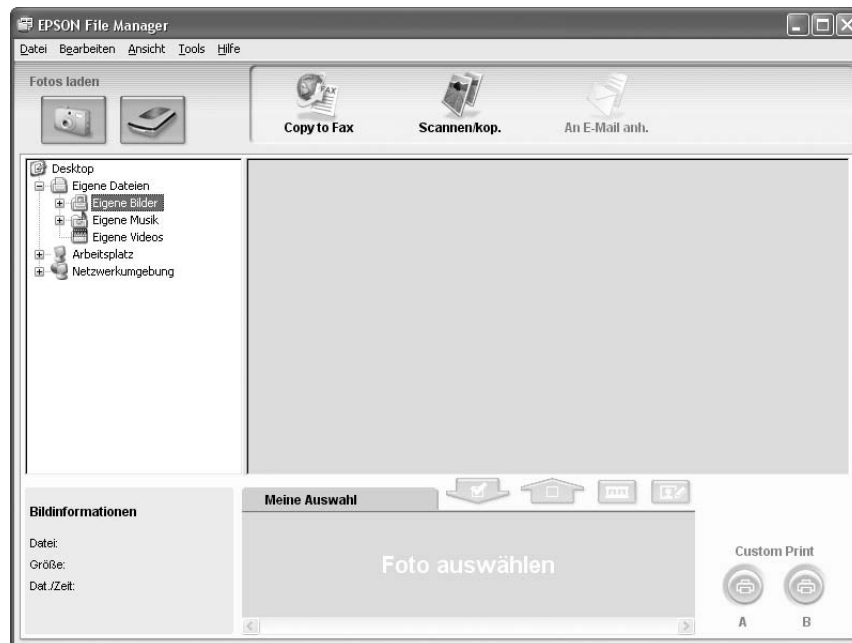 EPSON File Manager
Datei Bearbeiten Ansicht Tools Hilfe
Fotos laden
Copy to Fax Scannen/kop. An E-Mail anh.
Desktop
Eigene Dateien
Eigene Bilder
Eigene Musik
Eigene Videos
Arbeitsplatz
Netzwerkumgebung
Meine Auswahl
Bildinformationen
Datei:
Größe:
Dat./Zeit:
Foto auswählen
Custom Print
A B